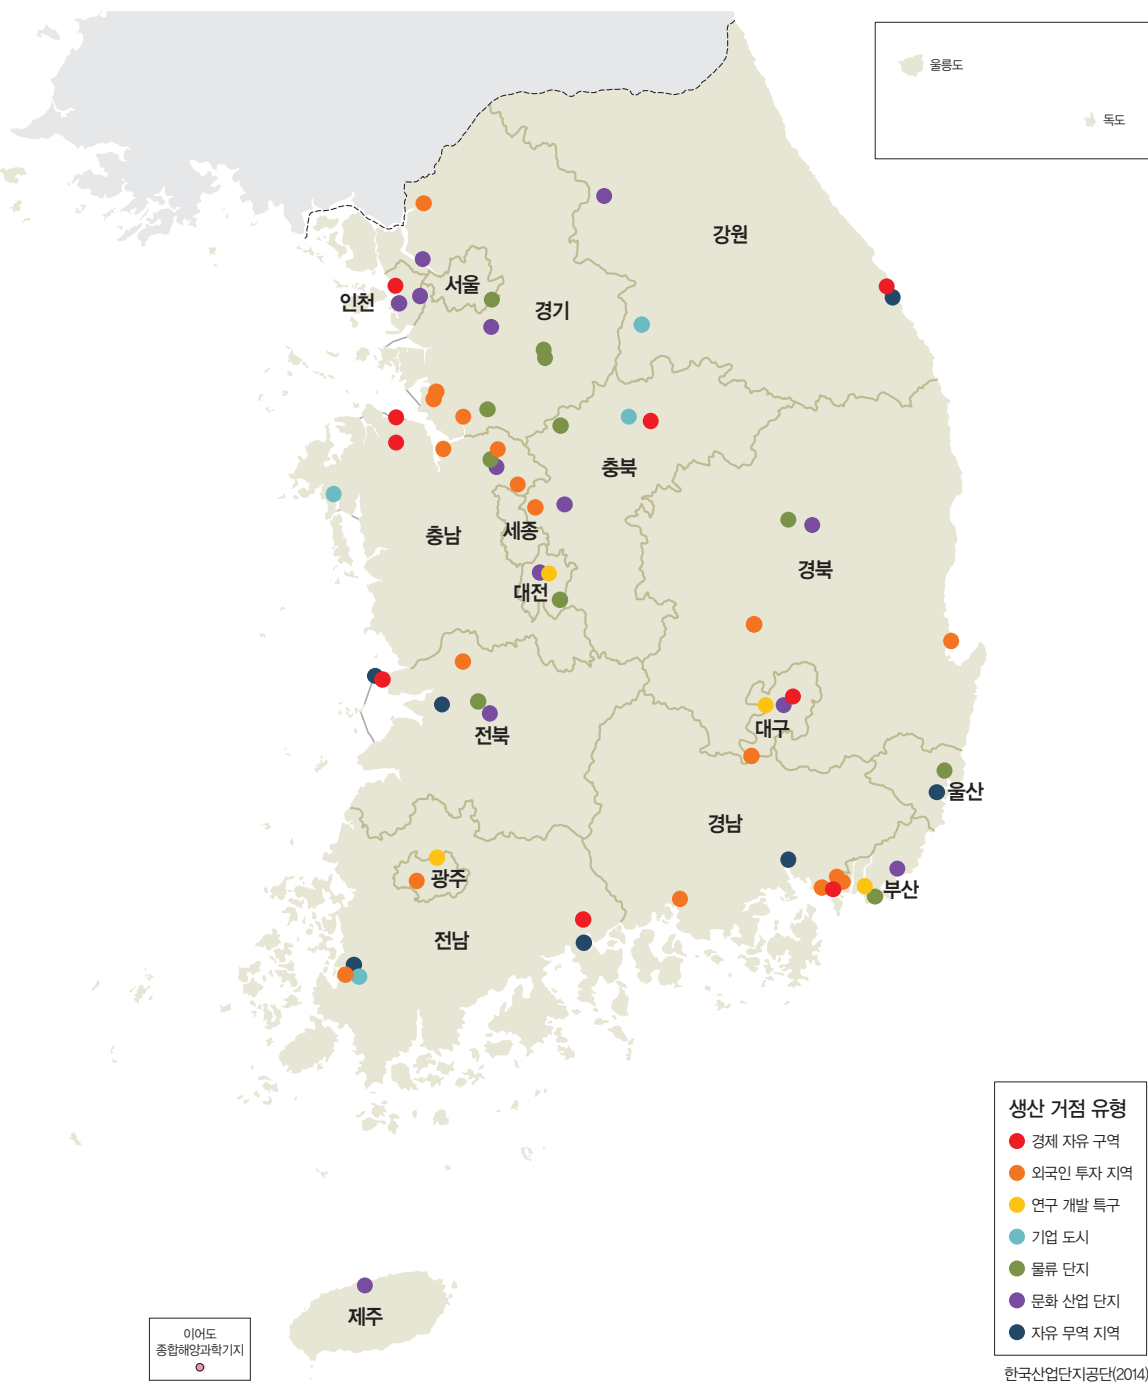 울릉도
독도
강원
서울
인천
경기
충북
충남
세종
경북
대전
대구
전북
울산
경남
광주
부산
전남
제주
이어도
종합해양과학기지
생산 거점 유형
경제 자유 구역
외국인 투자 지역
연구 개발 특구
기업 도시
물류 단지
문화 산업 단지
자유 무역 지역
한국산업단지공단(2014)